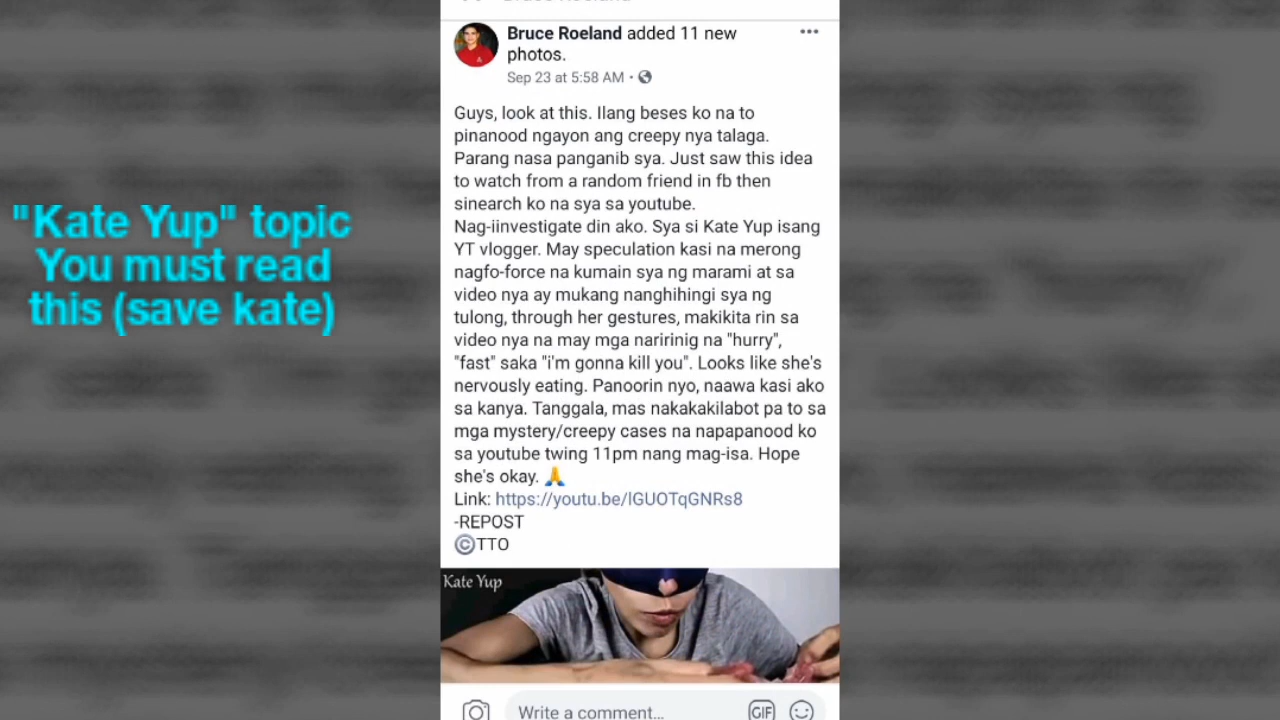 "Kate Yup" topic
You must read
this (save kate)
Bruce Roeland added 11 new
photos.
Sep 23 at 5:58 AM •
Guys, look at this. Ilang beses ko na to
pinanood ngayon ang creepy nya talaga.
Parang nasa panganib sya. Just saw this idea
to watch from a random friend in fb then
sinearch ko na sya sa youtube.
Nag-iinvestigate din ako. Sya si Kate Yup isang
YT vlogger. May speculation kasi na merong
nagfo-force na kumain sya ng marami at sa
video nya ay mukang nanghihingi sya ng
tulong, through her gestures, makikita rin sa
video nya na may mga naririnig na "hurry",
"fast" saka "i'm gonna kill you". Looks like she's
nervously eating. Panoorin nyo, naawa kasi ako
sa kanya. Tanggala, mas nakakakilabot pa to sa
mga mystery/creepy cases na napapanood ko
sa youtube twing 11pm nang mag-isa. Hope
she's okay. 🙏
Link: https://youtu.be/lGUOTqGNRs8
-REPOST
©TTO
Kate Yup
Write a comment...
GIF